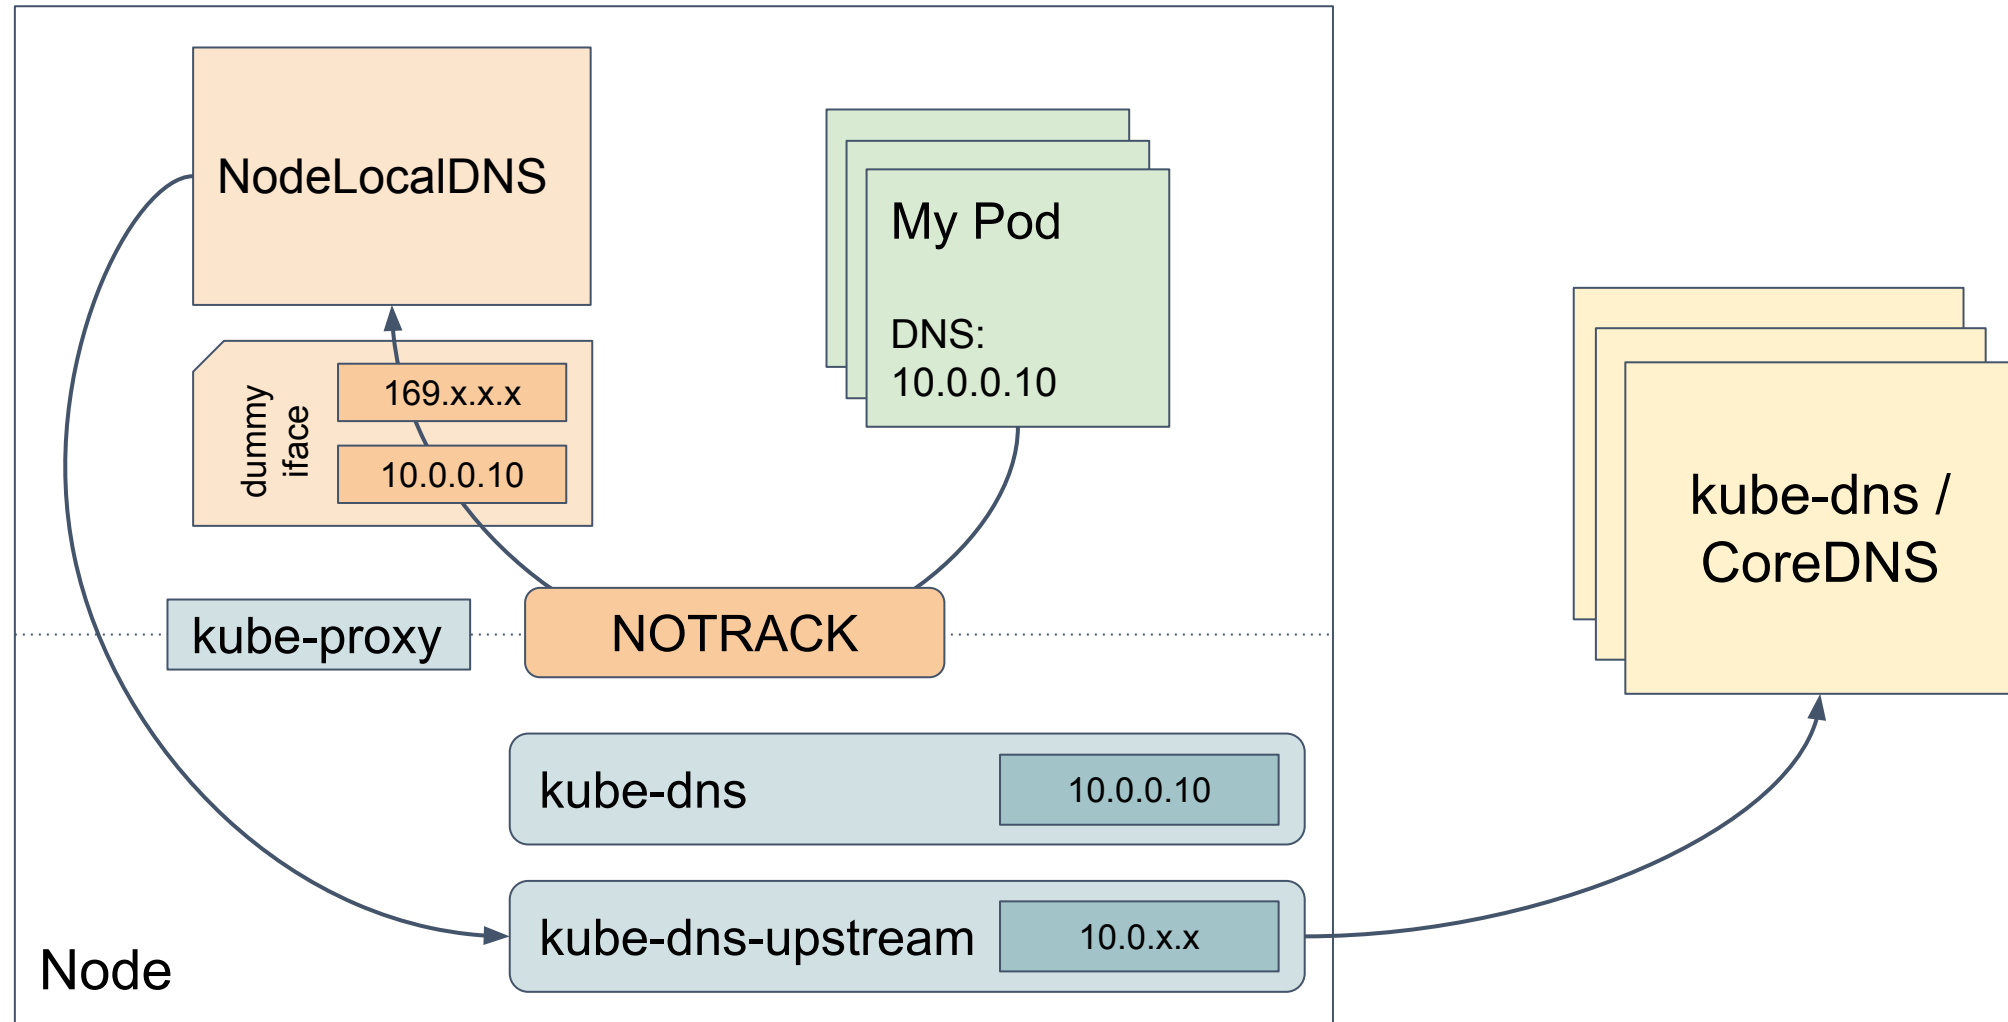 NodeLocalDNS
My Pod
DNS:
10.0.0.10
dummy
iface
169.x.x.x
10.0.0.10
kube-dns /
CoreDNS
kube-proxy
NOTRACK
kube-dns
10.0.0.10
kube-dns-upstream
10.0.x.x
Node